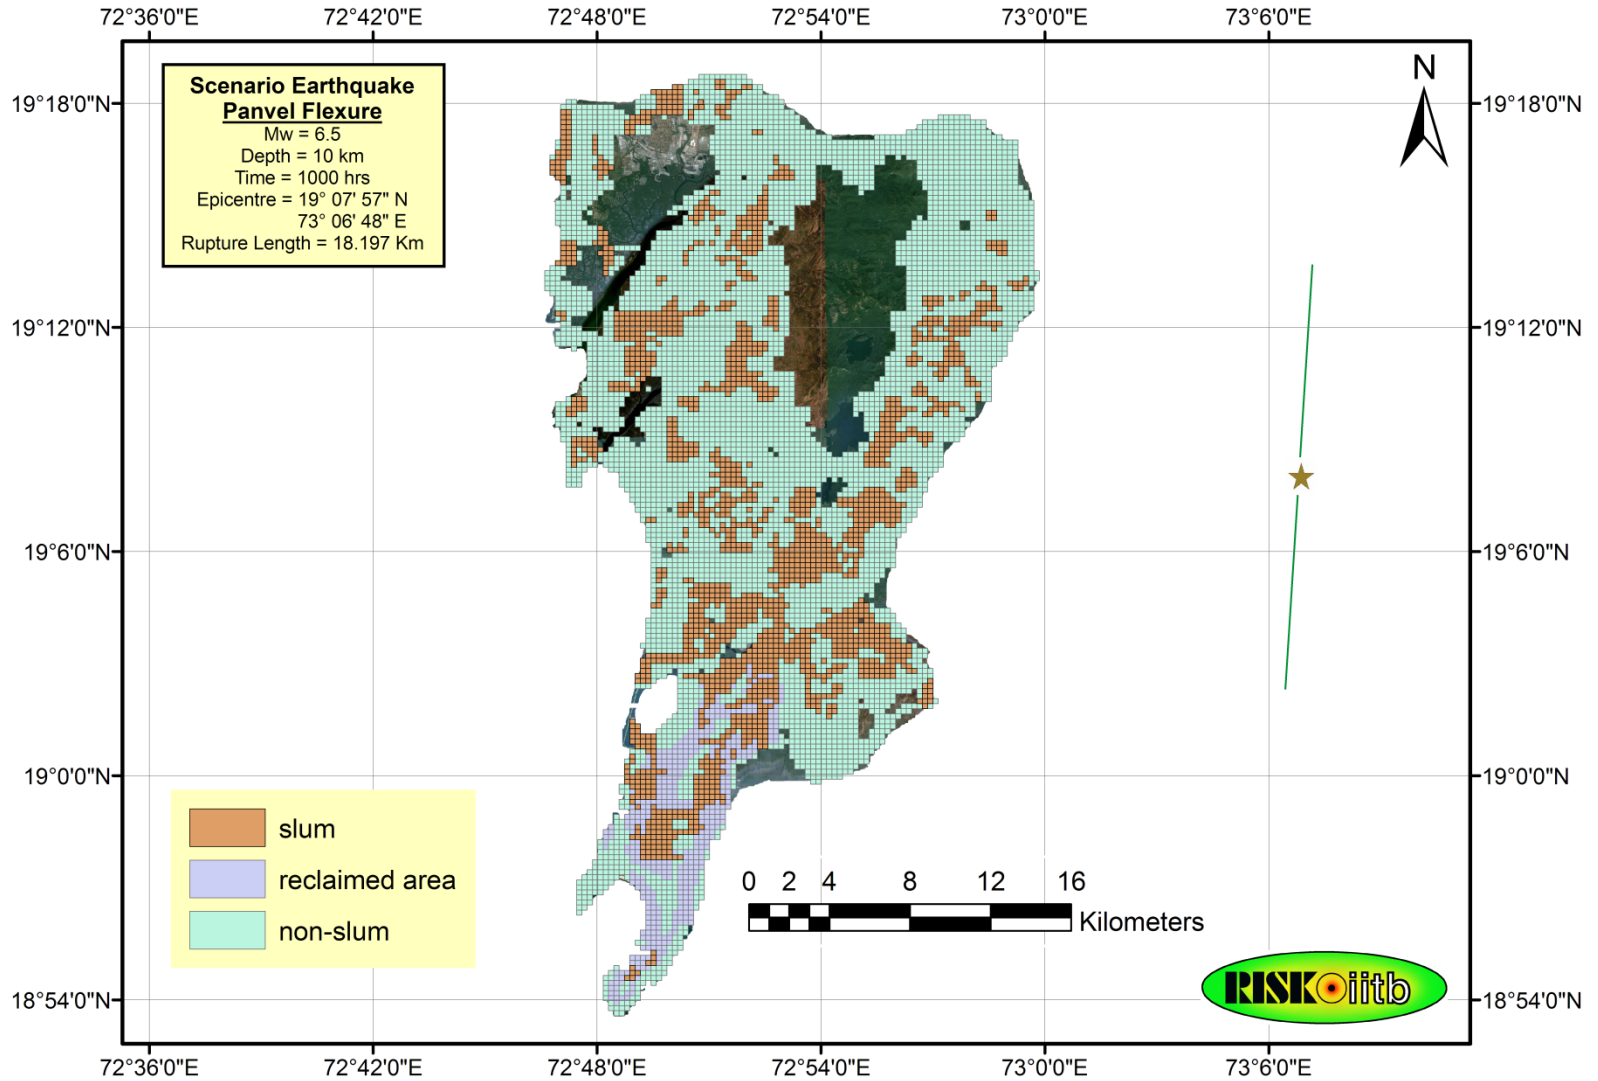 72°36'0"E 72°42'0"E 72°48'0"E 72°54'0"E 73°0'0"E 73°6'0"E
Scenario Earthquake
Panvel Flexure
Mw = 6.5
Depth = 10 km
Time = 1000 hrs
Epicentre = 19° 07' 57" N
73° 06' 48" E
Rupture Length = 18.197 Km
N
19°18'0"N 19°18'0"N
19°12'0"N 19°12'0"N
19°6'0"N 19°6'0"N
19°0'0"N 19°0'0"N
slum
reclaimed area
non-slum
0 2 4 8 12 16
Kilometers
RISK iitb
18°54'0"N 18°54'0"N
72°36'0"E 72°42'0"E 72°48'0"E 72°54'0"E 73°0'0"E 73°6'0"E